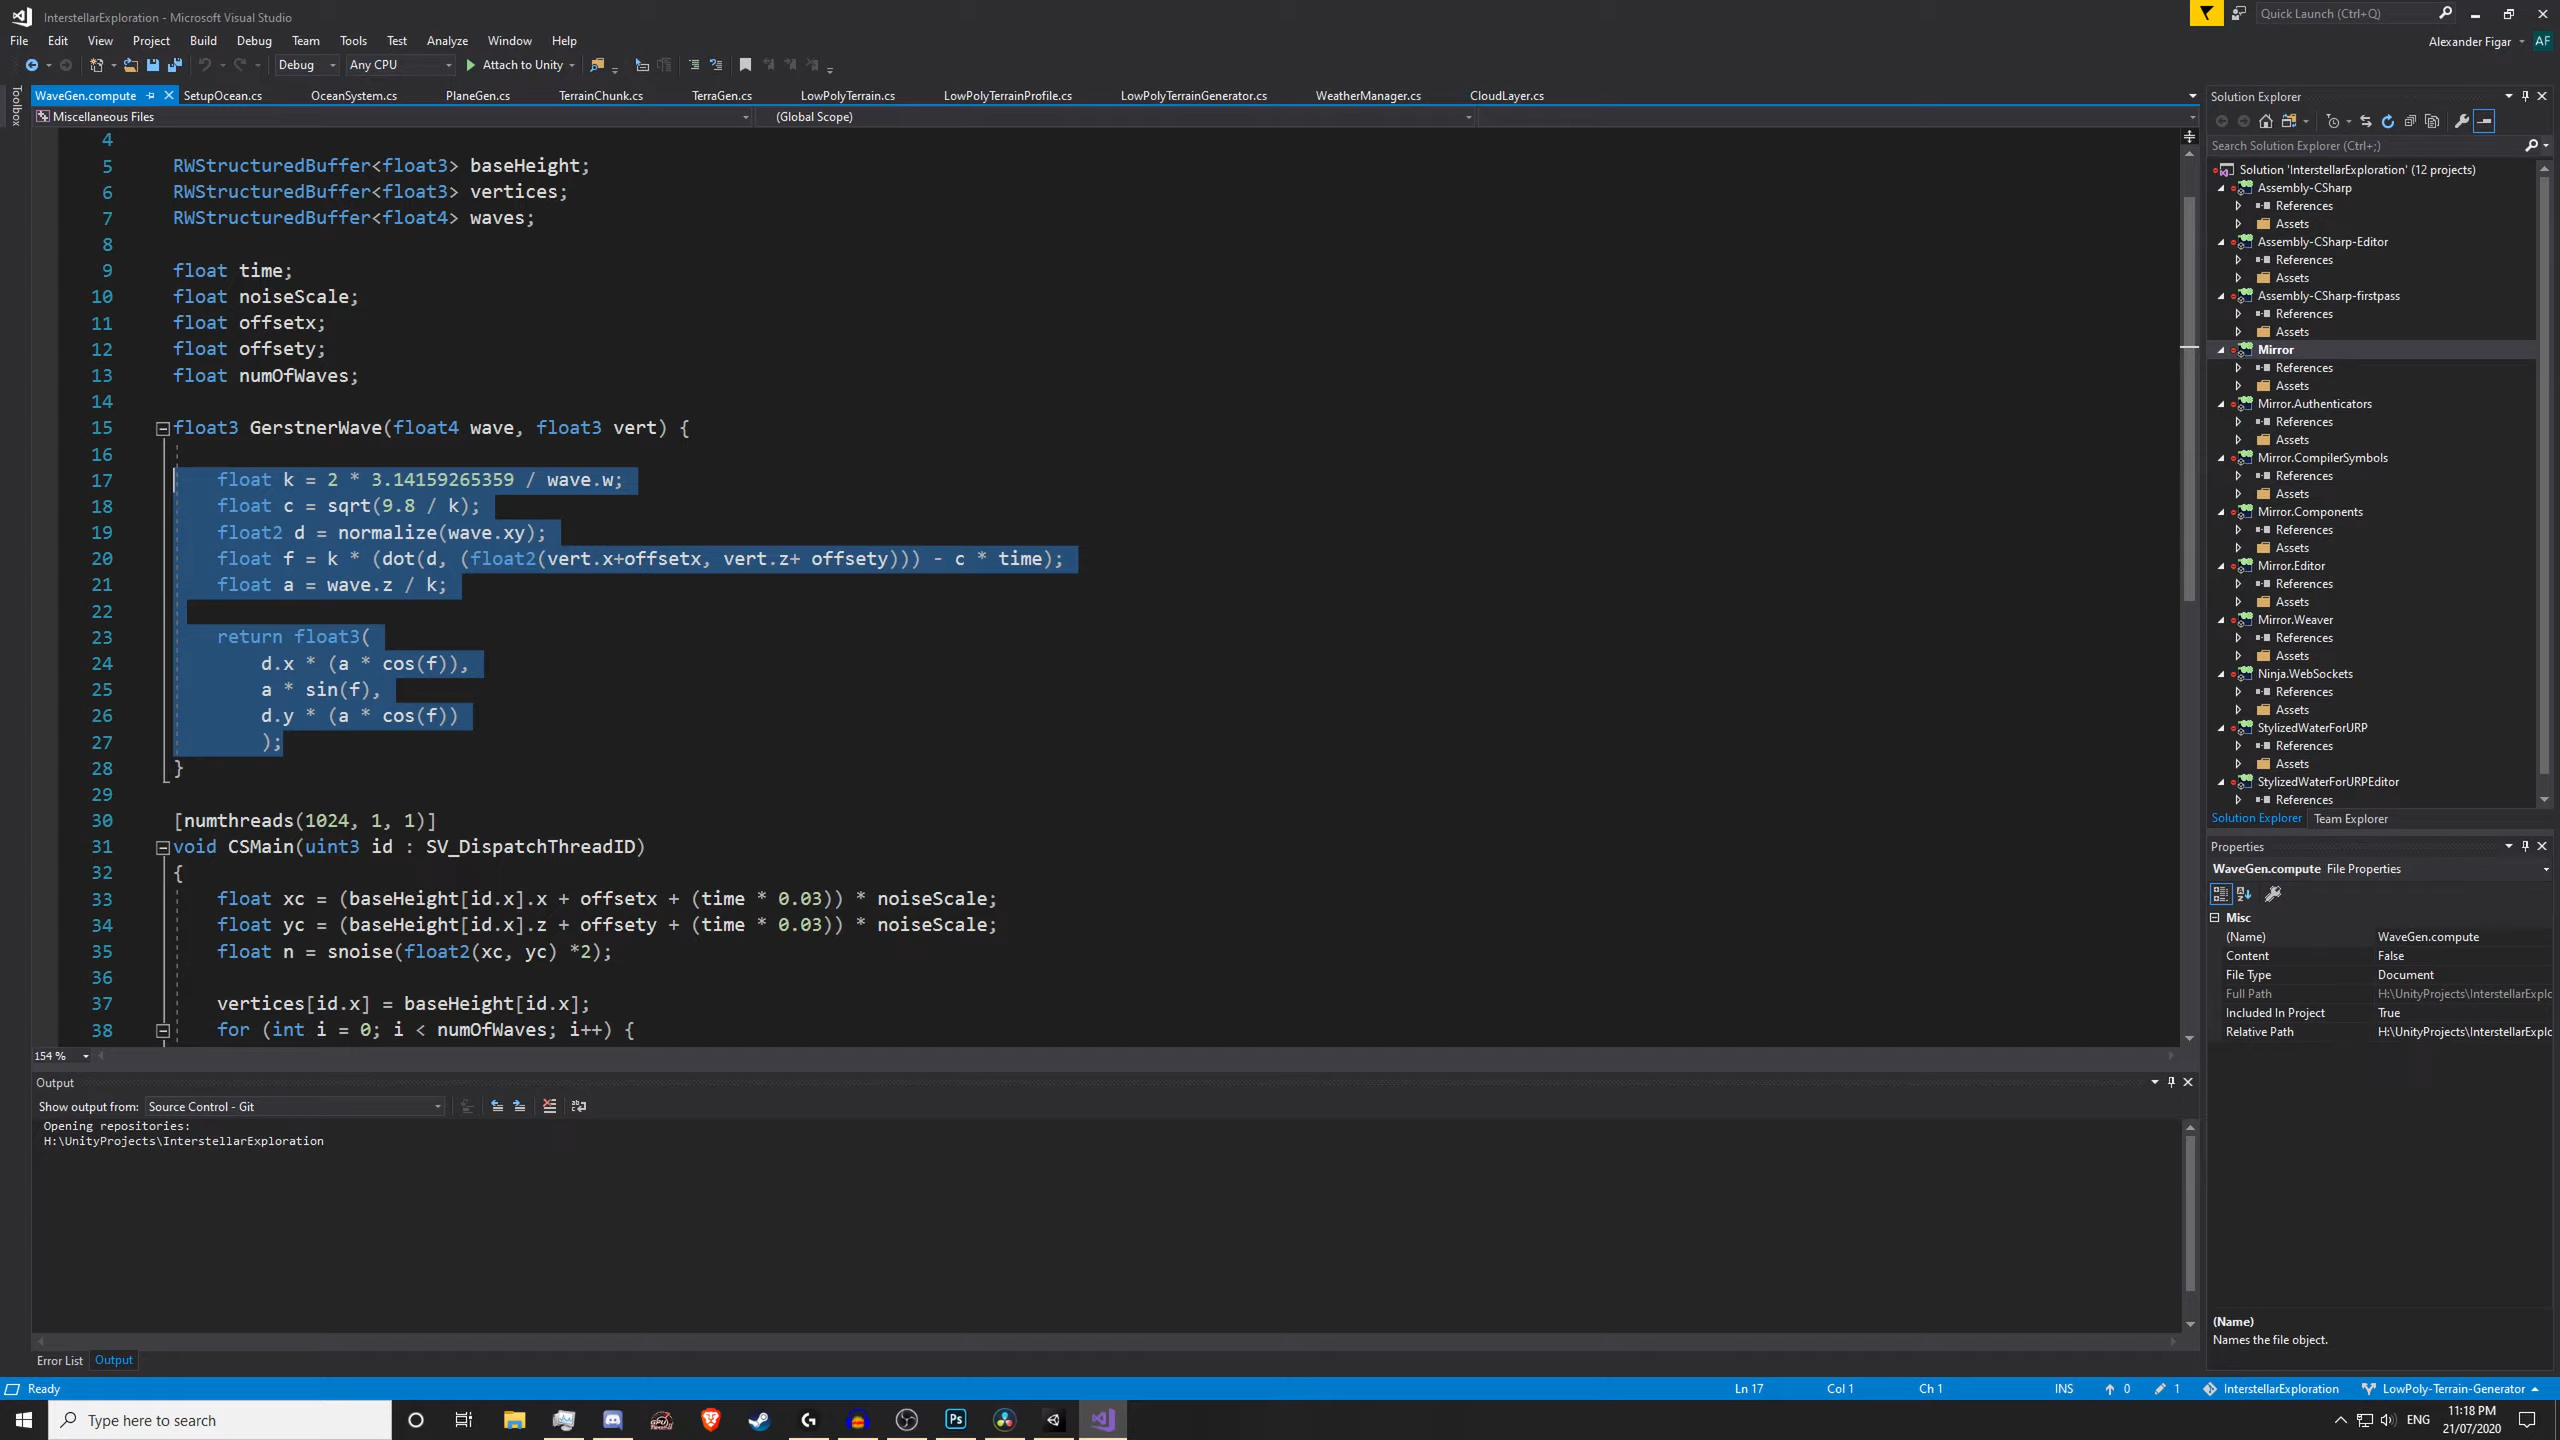 InterstellarExploration - Microsoft Visual Studio
Quick Launch (Ctrl+Q)
File Edit View Project Build Debug Team Tools Test Analyze Window Help
Alexander Figar AF
Debug Any CPU Attach to Unity
Toolbox
WaveGen.compute SetupOcean.cs OceanSystem.cs PlaneGen.cs TerrainChunk.cs TerraGen.cs LowPolyTerrain.cs LowPolyTerrainProfile.cs LowPolyTerrainGenerator.cs WeatherManager.cs CloudLayer.cs
Miscellaneous Files (Global Scope)
4
5 RWStructuredBuffer<float3> baseHeight;
6 RWStructuredBuffer<float3> vertices;
7 RWStructuredBuffer<float4> waves;
8
9 float time;
10 float noiseScale;
11 float offsetx;
12 float offsety;
13 float numOfWaves;
14
15 float3 GerstnerWave(float4 wave, float3 vert) {
16
17 float k = 2 * 3.14159265359 / wave.w;
18 float c = sqrt(9.8 / k);
19 float2 d = normalize(wave.xy);
20 float f = k * (dot(d, (float2(vert.x+offsetx, vert.z+ offsety))) - c * time);
21 float a = wave.z / k;
22
23 return float3(
24 d.x * (a * cos(f)),
25 a * sin(f),
26 d.y * (a * cos(f))
27 );
28 }
29
30 [numthreads(1024, 1, 1)]
31 void CSMain(uint3 id : SV_DispatchThreadID)
32 {
33 float xc = (baseHeight[id.x].x + offsetx + (time * 0.03)) * noiseScale;
34 float yc = (baseHeight[id.x].z + offsety + (time * 0.03)) * noiseScale;
35 float n = snoise(float2(xc, yc) *2);
36
37 vertices[id.x] = baseHeight[id.x];
38 for (int i = 0; i < numOfWaves; i++) {
154 %
Output
Show output from: Source Control - Git
Opening repositories:
H:\UnityProjects\InterstellarExploration
Error List Output
Solution Explorer
Search Solution Explorer (Ctrl+;)
Solution 'InterstellarExploration' (12 projects)
Assembly-CSharp
References
Assets
Assembly-CSharp-Editor
References
Assets
Assembly-CSharp-firstpass
References
Assets
Mirror
References
Assets
Mirror.Authenticators
References
Assets
Mirror.CompilerSymbols
References
Assets
Mirror.Components
References
Assets
Mirror.Editor
References
Assets
Mirror.Weaver
References
Assets
Ninja.WebSockets
References
Assets
StylizedWaterForURP
References
Assets
StylizedWaterForURPEditor
References
Solution Explorer Team Explorer
Properties
WaveGen.compute File Properties
Misc
(Name) WaveGen.compute
Content False
File Type Document
Full Path H:\UnityProjects\InterstellarExplo
Included In Project True
Relative Path H:\UnityProjects\InterstellarExplo
(Name)
Names the file object.
Ready Ln 17 Col 1 Ch 1 INS 0 1 InterstellarExploration LowPoly-Terrain-Generator
Type here to search
Ps
ENG
11:18 PM
21/07/2020